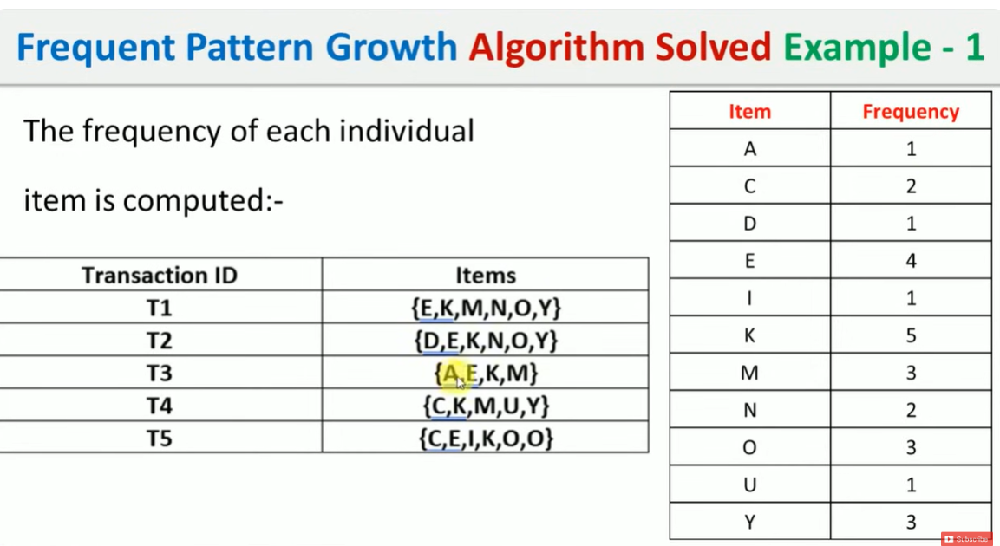 Frequent Pattern Growth Algorithm Solved Example - 1
The frequency of each individual
item is computed:-
Transaction ID Items
T1 {E,K,M,N,O,Y}
T2 {D,E,K,N,O,Y}
T3 {A,E,K,M}
T4 {C,K,M,U,Y}
T5 {C,E,I,K,O,O}
Item Frequency
A 1
C 2
D 1
E 4
I 1
K 5
M 3
N 2
O 3
U 1
Y 3
Subscribe